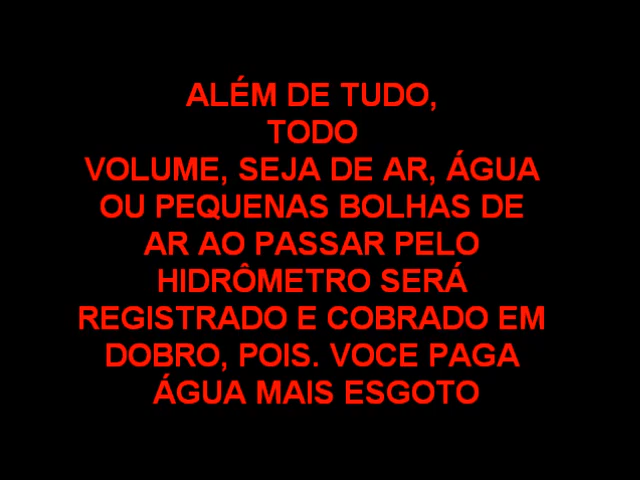 ALÉM DE TUDO,
TODO
VOLUME, SEJA DE AR, ÁGUA
OU PEQUENAS BOLHAS DE
AR AO PASSAR PELO
HIDRÔMETRO SERÁ
REGISTRADO E COBRADO EM
DOBRO, POIS. VOCE PAGA
ÁGUA MAIS ESGOTO